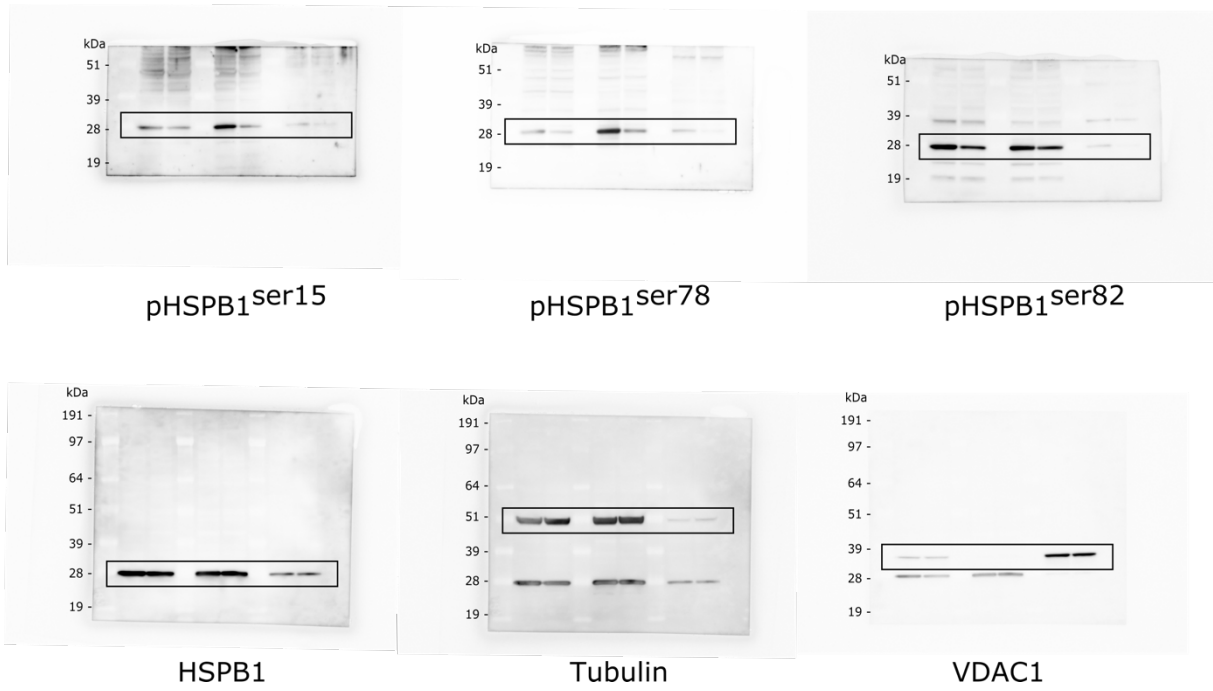 kDa
51 -
39 -
28 -
19 -
pHSPB1ser15
kDa
51 -
39 -
28 -
19 -
pHSPB1ser78
kDa
51 -
39 -
28 -
19 -
pHSPB1ser82
kDa
191 -
97 -
64 -
51 -
39 -
28 -
19 -
HSPB1
kDa
191 -
97 -
64 -
51 -
39 -
28 -
19 -
Tubulin
kDa
191 -
97 -
64 -
51 -
39 -
28 -
19 -
VDAC1